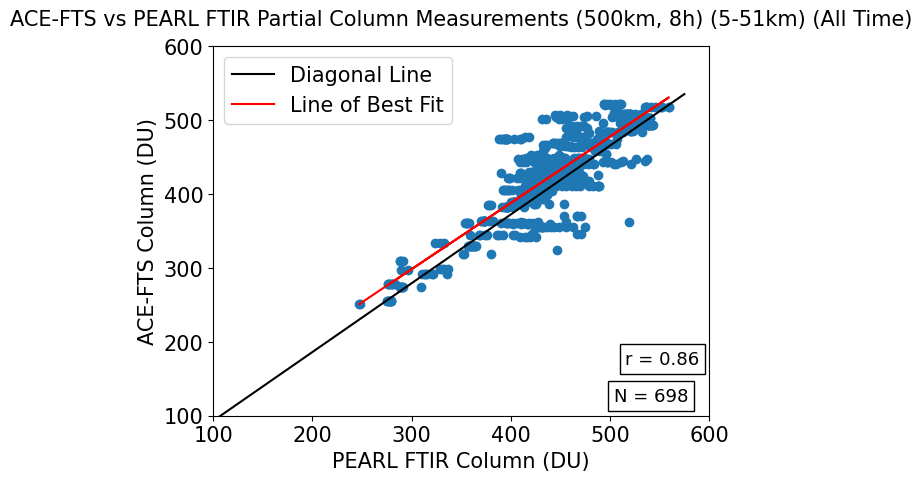 ACE-FTS vs PEARL FTIR Partial Column Measurements (500km, 8h) (5-51km) (All Time)
600
500
400
300
200
100
ACE-FTS Column (DU)
Diagonal Line
Line of Best Fit
r = 0.86
N = 698
100 200 300 400 500 600
PEARL FTIR Column (DU)